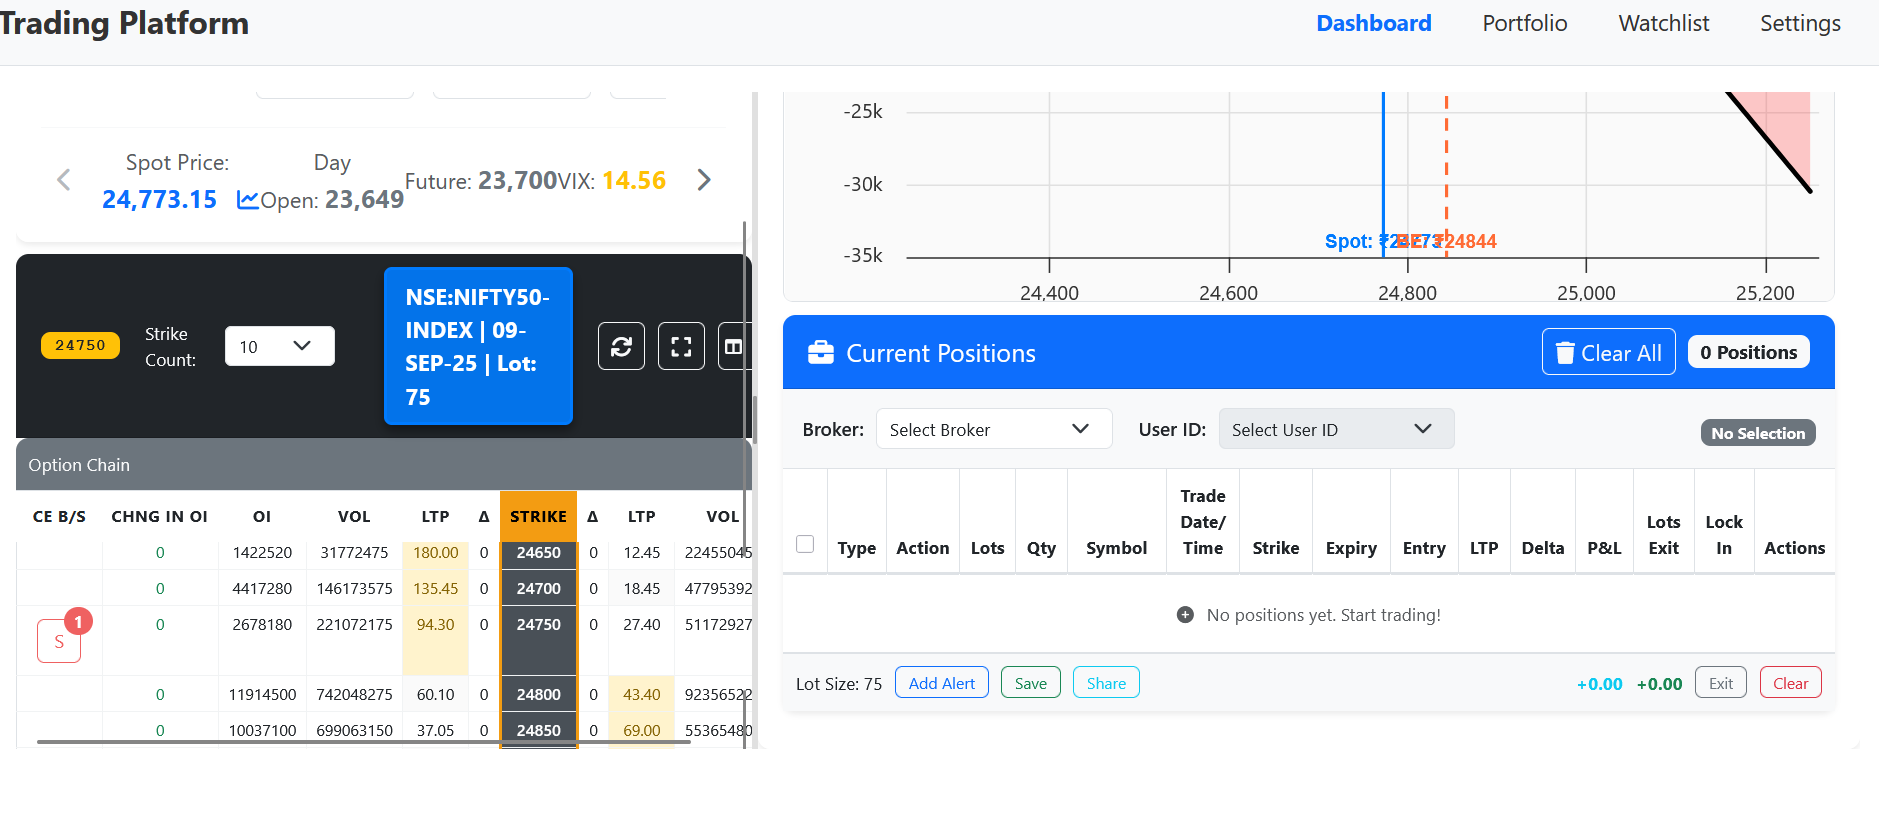 Trading Platform
Dashboard Portfolio Watchlist Settings
Spot Price:
24,773.15
Day
Open: 23,649
Future: 23,700
VIX: 14.56
24750
Strike
Count:
10
NSE:NIFTY50-
INDEX | 09-
SEP-25 | Lot:
75
Option Chain
CE B/S CHNG IN OI OI VOL LTP Δ STRIKE Δ LTP VOL
0 1422520 31772475 180.00 0 24650 0 12.45 22455045
0 4417280 146173575 135.45 0 24700 0 18.45 47795392
S 1 0 2678180 221072175 94.30 0 24750 0 27.40 51172927
0 11914500 742048275 60.10 0 24800 0 43.40 92356522
0 10037100 699063150 37.05 0 24850 0 69.00 55365480
-25k
-30k
-35k
Spot: ₹24773
BE: ₹24844
24,400 24,600 24,800 25,000 25,200
Current Positions
Clear All
0 Positions
Broker: Select Broker User ID: Select User ID
No Selection
Type Action Lots Qty Symbol Trade Date/ Time Strike Expiry Entry LTP Delta P&L Lots Exit Lock In Actions
No positions yet. Start trading!
Lot Size: 75 Add Alert Save Share +0.00 +0.00 Exit Clear